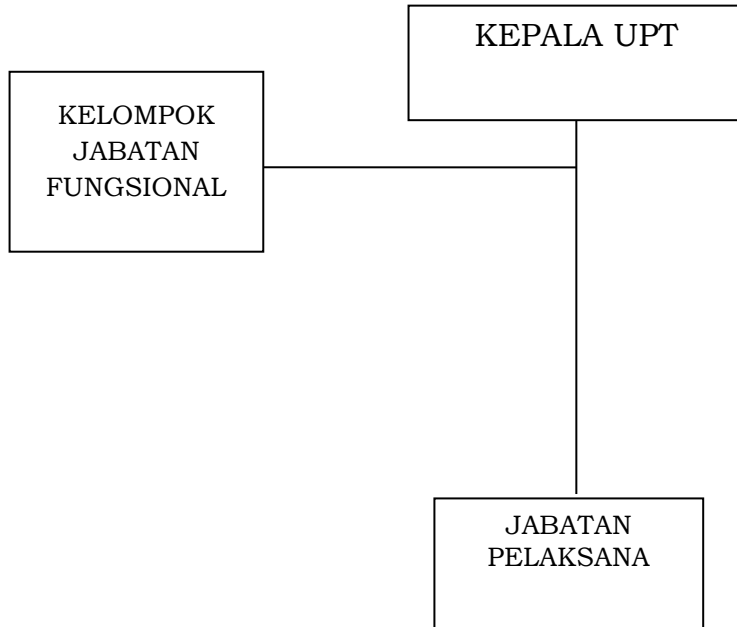 KEPALA UPT
KELOMPOK
JABATAN
FUNGSIONAL
JABATAN
PELAKSANA